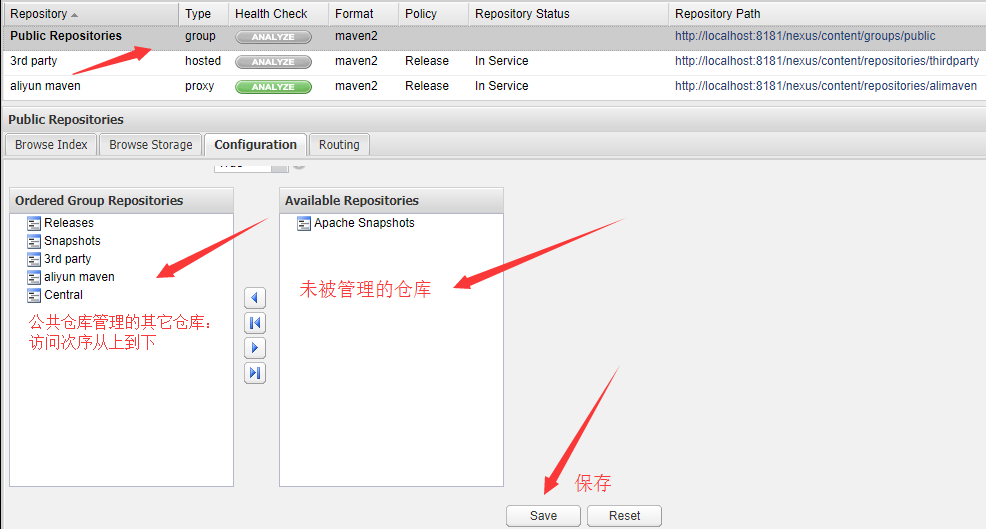 Repository Type Health Check Format Policy Repository Status Repository Path
Public Repositories group ANALYZE maven2 http://localhost:8181/nexus/content/groups/public
3rd party hosted ANALYZE maven2 Release In Service http://localhost:8181/nexus/content/repositories/thirdparty
aliyun maven proxy ANALYZE maven2 Release In Service http://localhost:8181/nexus/content/repositories/alimaven
Public Repositories
Browse Index Browse Storage Configuration Routing
Ordered Group Repositories
Releases
Snapshots
3rd party
aliyun maven
Central
公共仓库管理的其它仓库:
访问次序从上到下
Available Repositories
Apache Snapshots
未被管理的仓库
保存
Save Reset